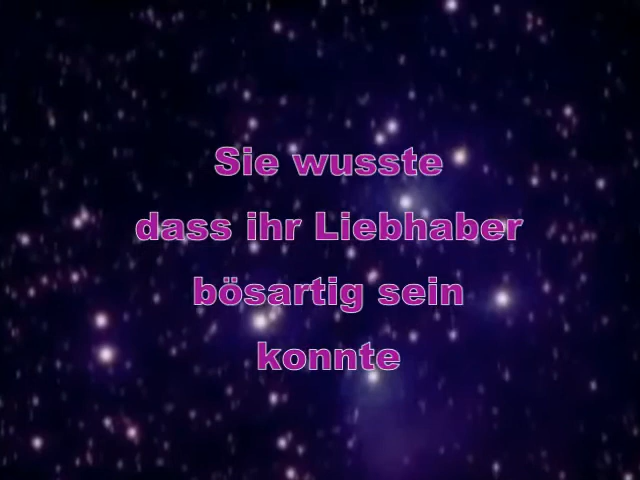 Sie wusste
dass ihr Liebhaber
bösartig sein
konnte